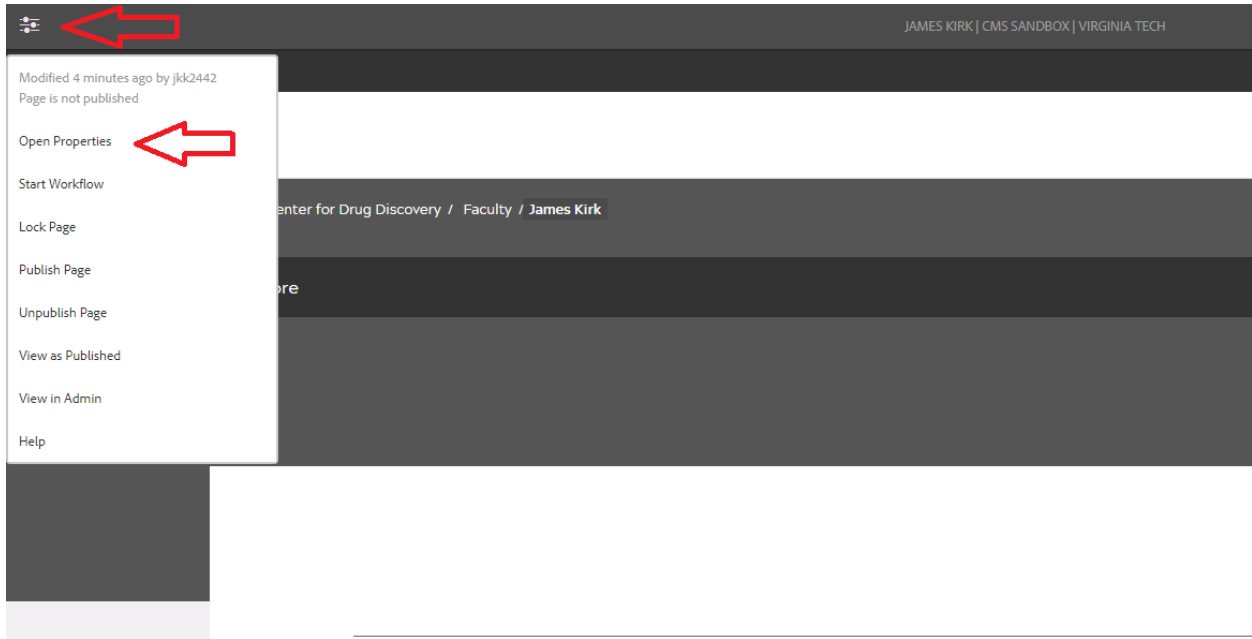 JAMES KIRK | CMS SANDBOX | VIRGINIA TECH
Modified 4 minutes ago by jkk2442
Page is not published
Open Properties
Start Workflow
Lock Page
Publish Page
Unpublish Page
View as Published
View in Admin
Help
enter for Drug Discovery / Faculty / James Kirk
ore